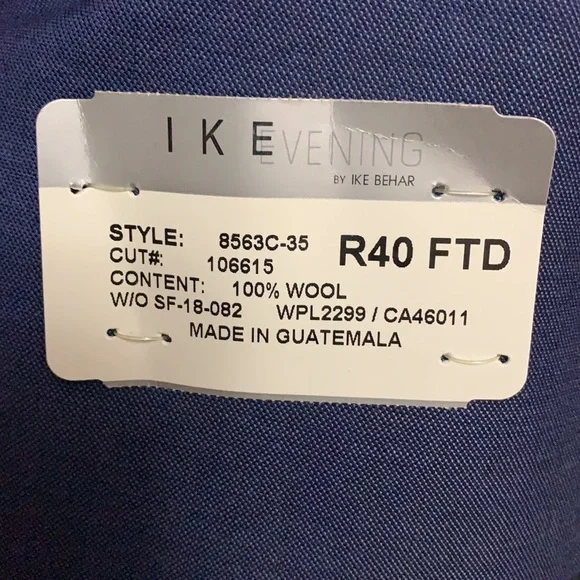 IKE EVENING
BY IKE BEHAR
STYLE: 8563C-35 R40 FTD
CUT#: 106615
CONTENT: 100% WOOL
W/O SF-18-082 WPL2299 / CA46011
MADE IN GUATEMALA